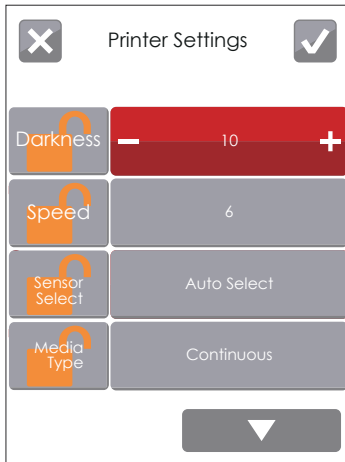 Printer Settings
Darkness
10
Speed
6
Sensor
Select
Auto Select
Media
Type
Continuous